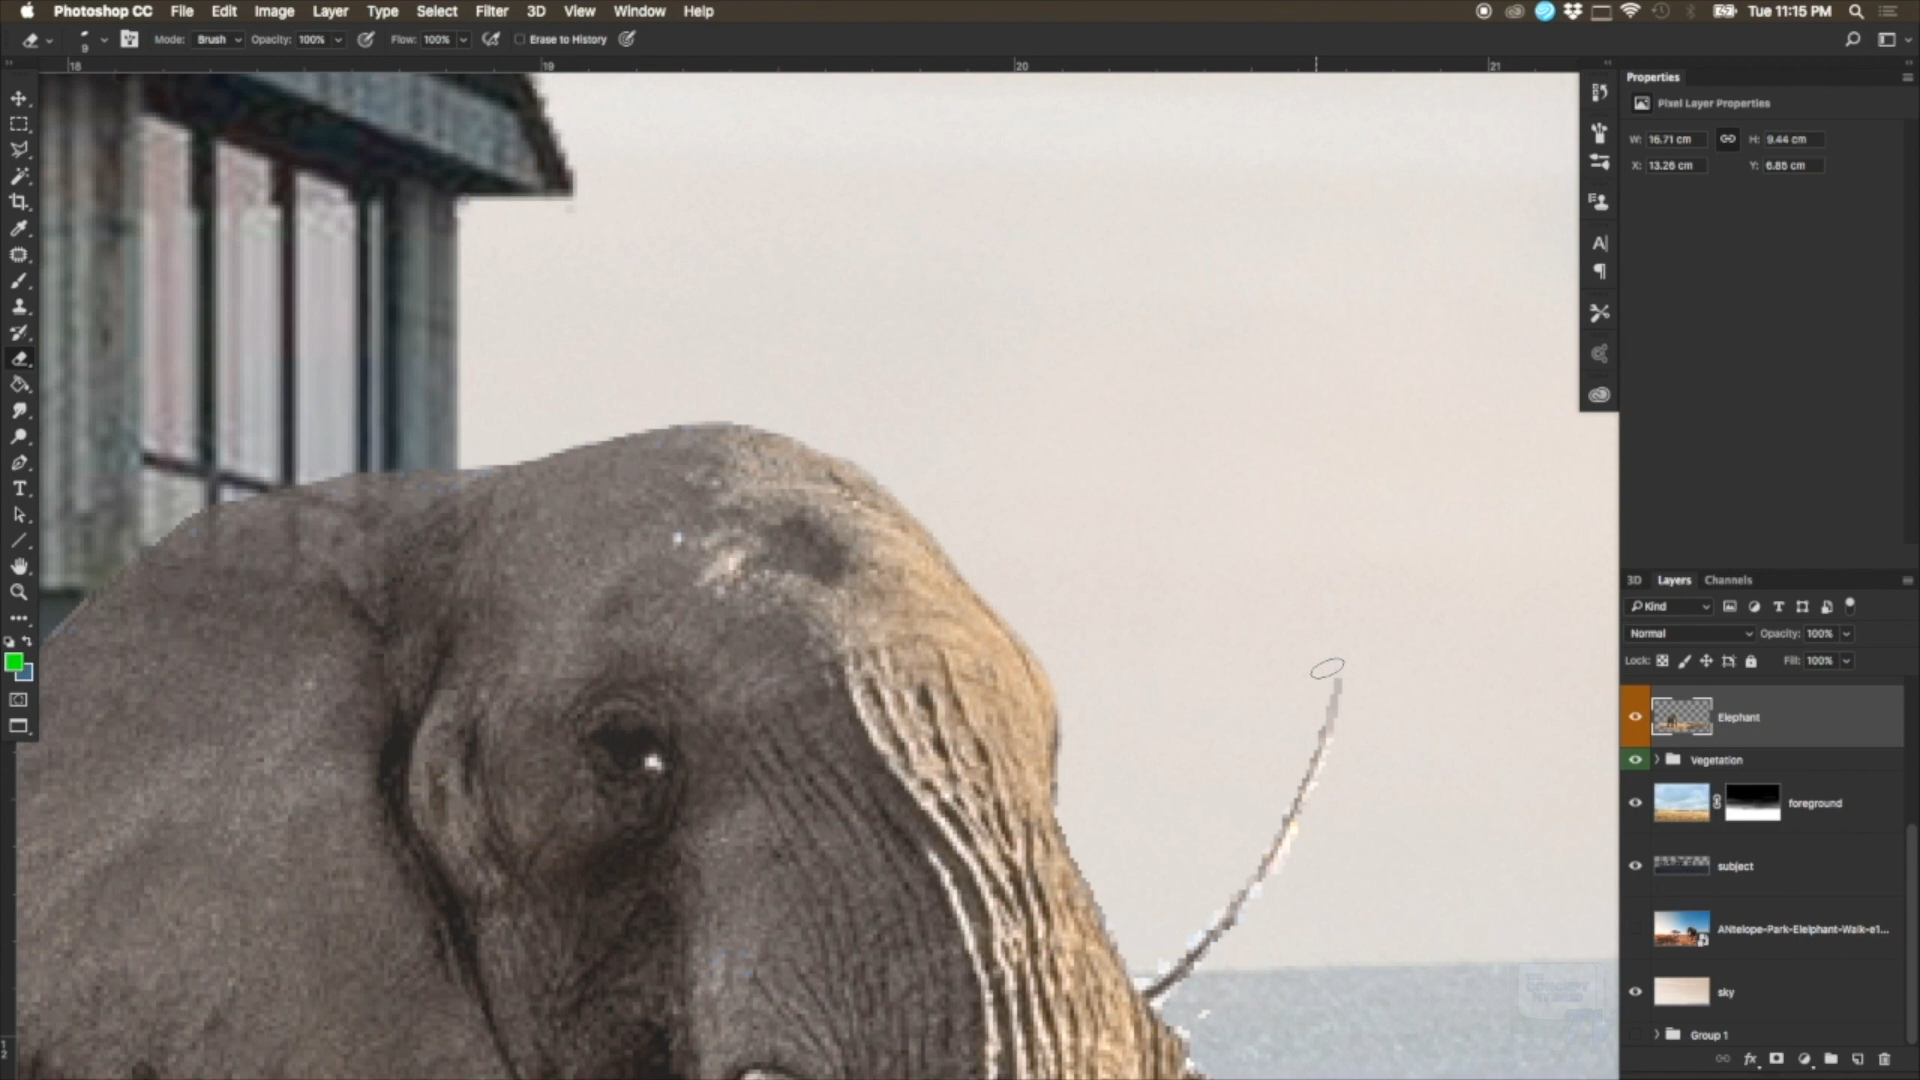 Photoshop CC File Edit Image Layer Type Select Filter 3D View Window Help Tue 11:15 PM
9 Mode: Brush Opacity: 100% Flow: 100% Erase to History
18 19 20 21
Properties
Pixel Layer Properties
W: 16.71 cm H: 9.44 cm
X: 13.26 cm Y: 6.85 cm
3D Layers Channels
Kind
Normal Opacity: 100%
Lock: Fill: 100%
Elephant
Vegetation
foreground
subject
ANtelope-Park-Elelphant-Walk-e1...
sky
Group 1
1
2